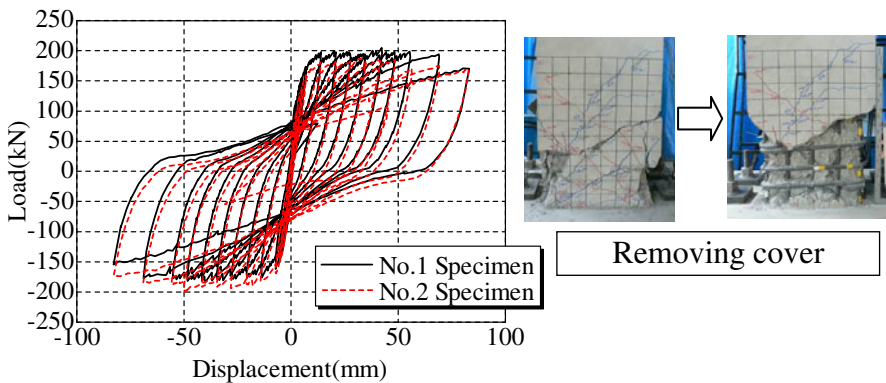 250
200
150
100
50
0
-50
-100
-150
-200
-250
Load(kN)
-100 -50 0 50 100
Displacement(mm)
No.1 Specimen
No.2 Specimen
Removing cover